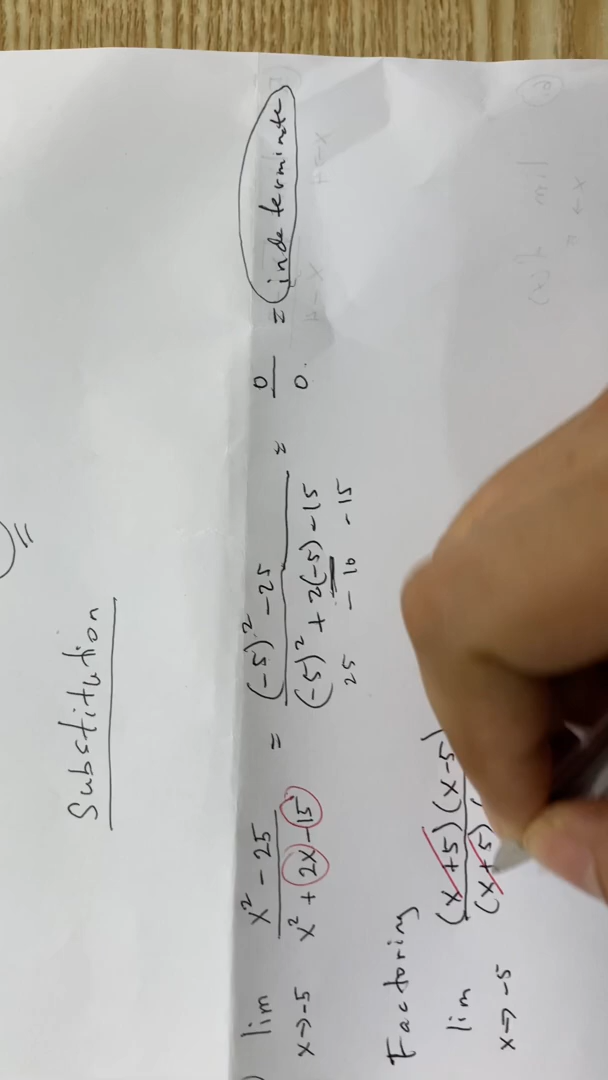 Substitution
lim x→-5 (x² - 25)/(x² + 2x - 15) = ((-5)² - 25)/((-5)² + 2(-5) - 15) = 0/0. = indeterminate
25 - 10 - 15
Factoring
lim x→-5 (x+5)(x-5)/(x+5)(